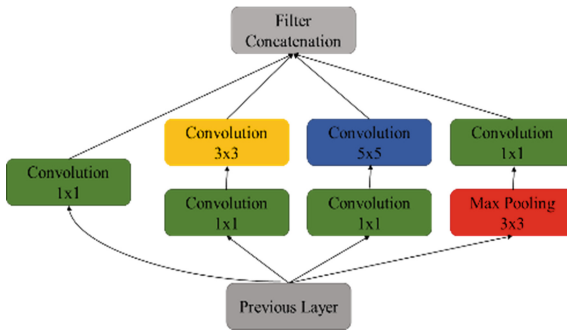 Filter
Concatenation
Convolution
3x3
Convolution
5x5
Convolution
1x1
Convolution
1x1
Convolution
1x1
Convolution
1x1
Max Pooling
3x3
Previous Layer